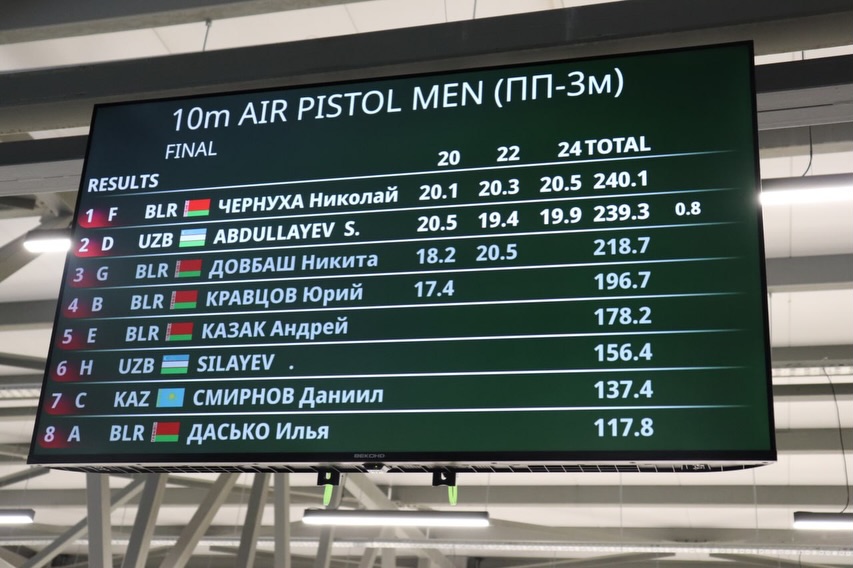 10m AIR PISTOL MEN (ПП-3м)
FINAL
20 22 24 TOTAL
RESULTS
1 F BLR ЧЕРНУХА Николай 20.1 20.3 20.5 240.1
2 D UZB ABDULLAYEV S. 20.5 19.4 19.9 239.3 0.8
3 G BLR ДОВБАШ Никита 18.2 20.5 218.7
4 B BLR КРАВЦОВ Юрий 17.4 196.7
5 E BLR КАЗАК Андрей 178.2
6 H UZB SILAYEV . 156.4
7 C KAZ СМИРНОВ Даниил 137.4
8 A BLR ДАСЬКО Илья 117.8
BEKOHO